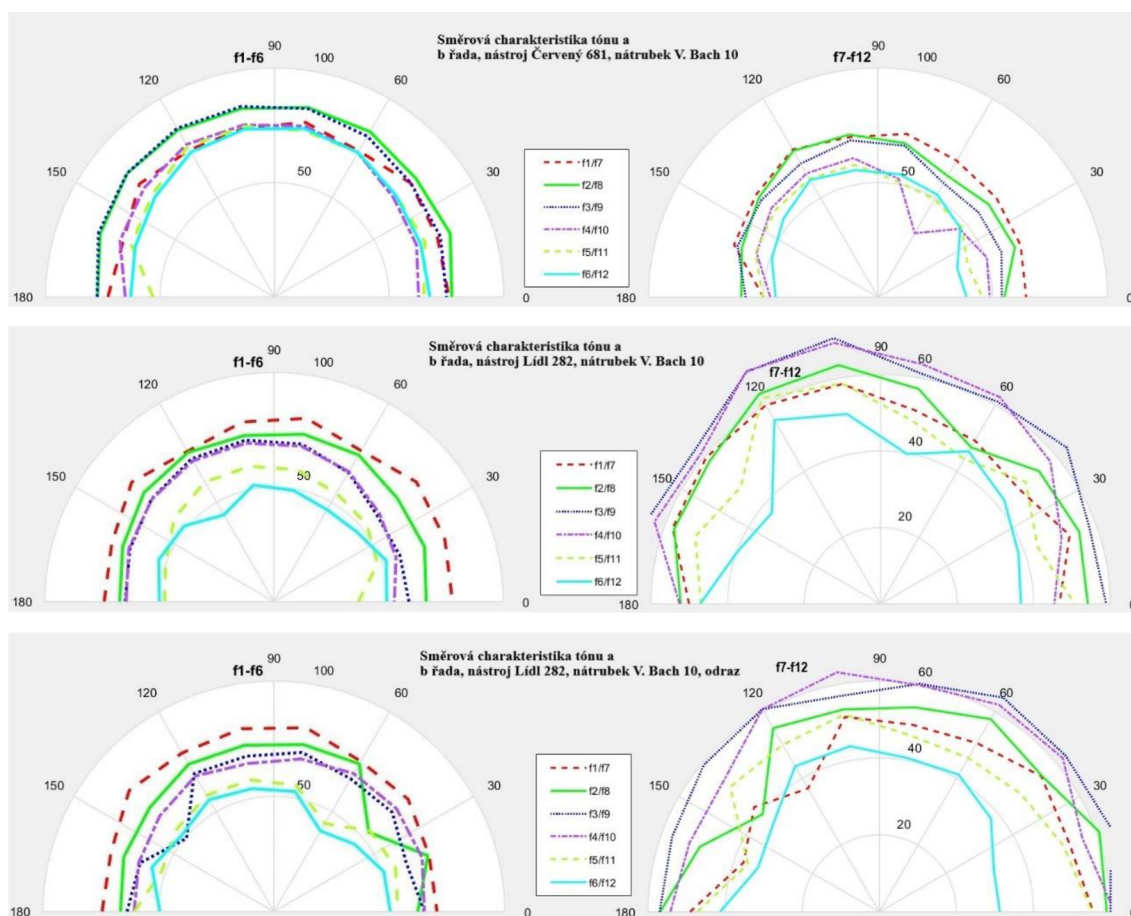 Směrová charakteristika tónu a
b řada, nástroj Červený 681, nátrubek V. Bach 10
f1-f6
90
100
120
60
150
50
30
180
0
f1/f7
f2/f8
f3/f9
f4/f10
f5/f11
f6/f12
f7-f12
90
100
120
60
150
50
30
180
0
Směrová charakteristika tónu a
b řada, nástroj Lídl 282, nátrubek V. Bach 10
f1-f6
90
100
120
60
150
50
30
180
0
f1/f7
f2/f8
f3/f9
f4/f10
f5/f11
f6/f12
f7-f12
90
60
120
60
150
40
30
20
180
Směrová charakteristika tónu a
b řada, nástroj Lídl 282, nátrubek V. Bach 10, odraz
f1-f6
90
100
120
60
150
50
30
180
0
f1/f7
f2/f8
f3/f9
f4/f10
f5/f11
f6/f12
f7-f12
90
60
120
60
150
40
30
20
180